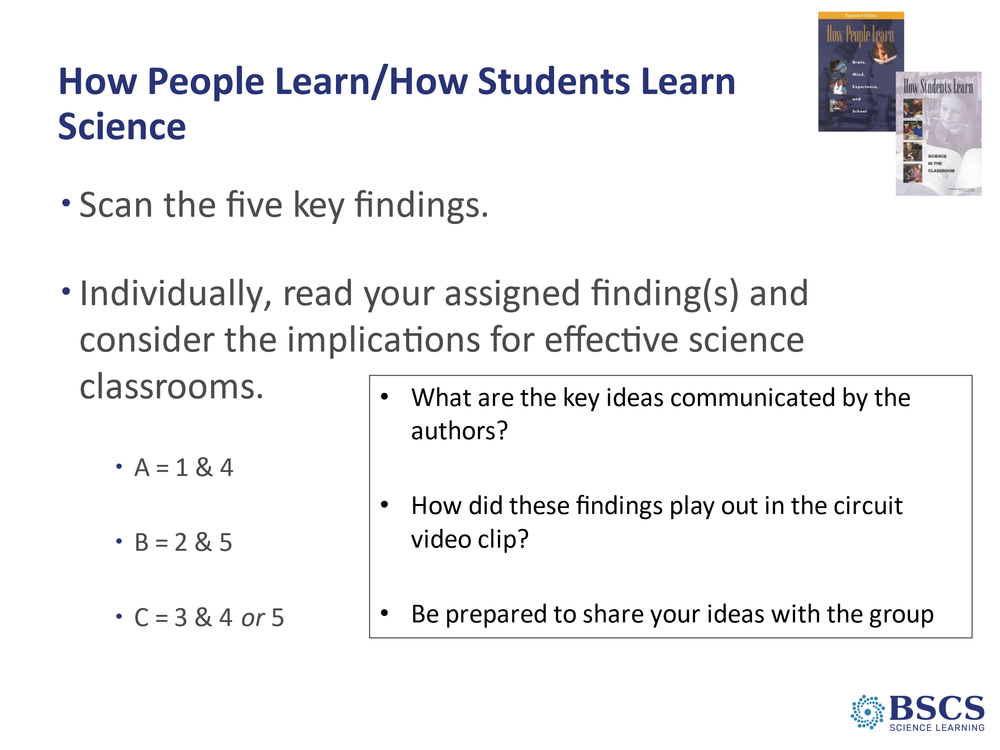 Expanded Edition
How People Learn
Brain,
Mind,
Experience,
and
School
How Students Learn
SCIENCE
IN THE
CLASSROOM
How People Learn/How Students Learn
Science
• Scan the five key findings.
• Individually, read your assigned finding(s) and
consider the implications for effective science
classrooms.
• A = 1 & 4
• B = 2 & 5
• C = 3 & 4 or 5
• What are the key ideas communicated by the
authors?
• How did these findings play out in the circuit
video clip?
• Be prepared to share your ideas with the group
BSCS
SCIENCE LEARNING